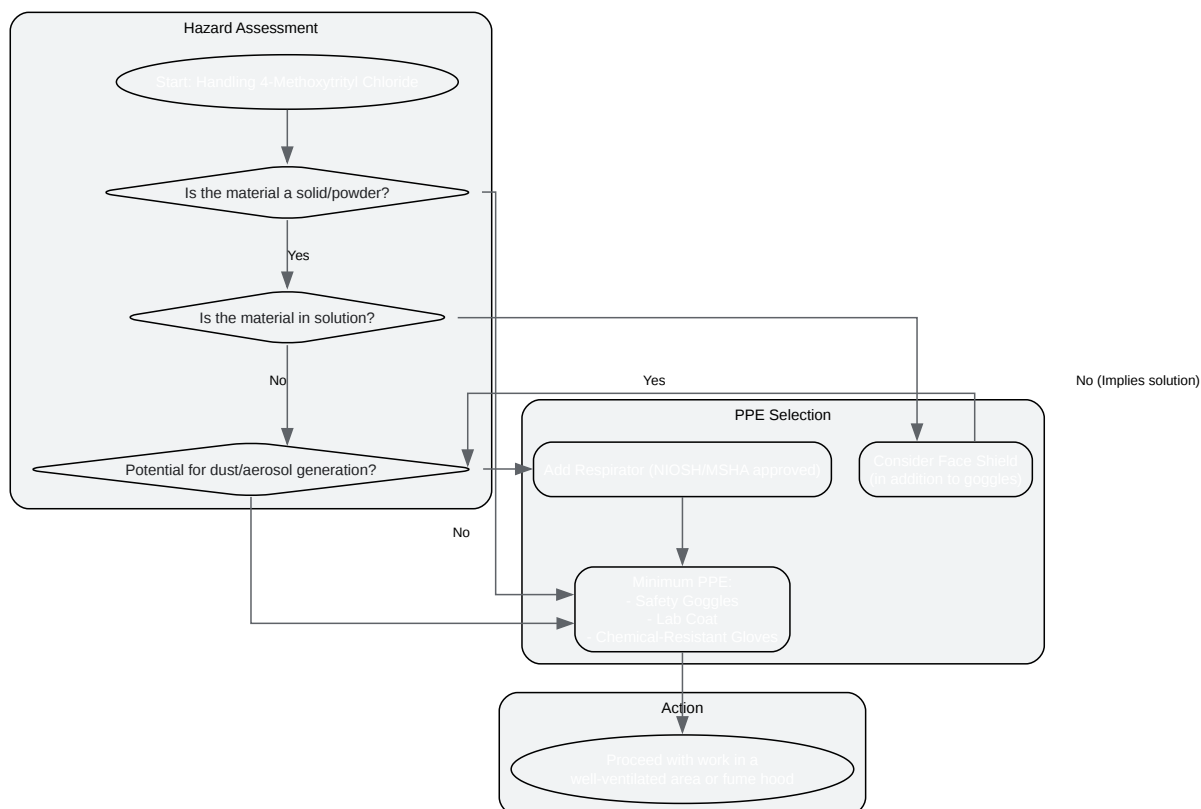 Hazard Assessment
Start: Handling 4-Methoxytrityl Chloride
Is the material a solid/powder?
Yes
Is the material in solution?
No
Yes
No (Implies solution)
PPE Selection
Potential for dust/aerosol generation?
Add Respirator (NIOSH/MSHA approved)
Consider Face Shield
(in addition to goggles)
No
Minimum PPE
- Safety Goggles
- Lab Coat
- Chemical-Resistant Gloves
Action
Proceed with work in a
well-ventilated area or fume hood